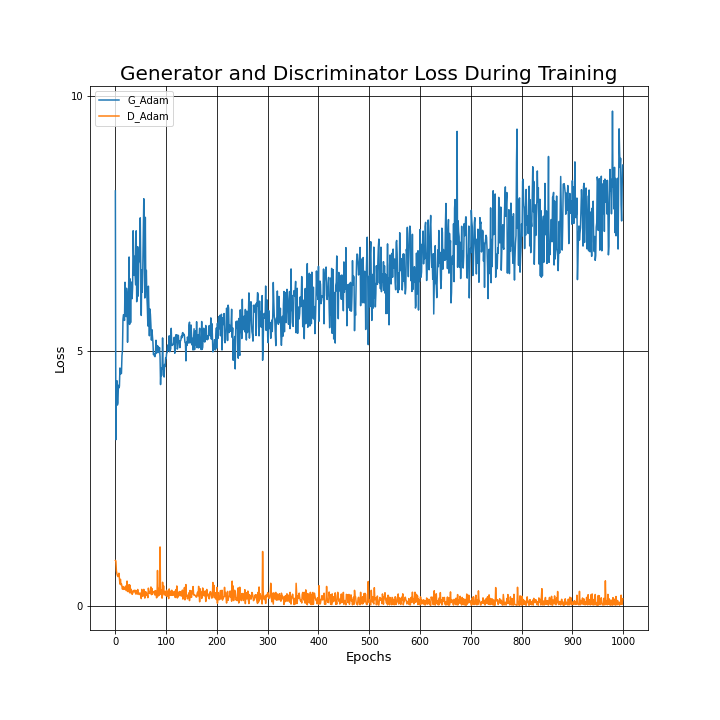 Generator and Discriminator Loss During Training
G_Adam
D_Adam
10
5
0
Loss
0 100 200 300 400 500 600 700 800 900 1000
Epochs